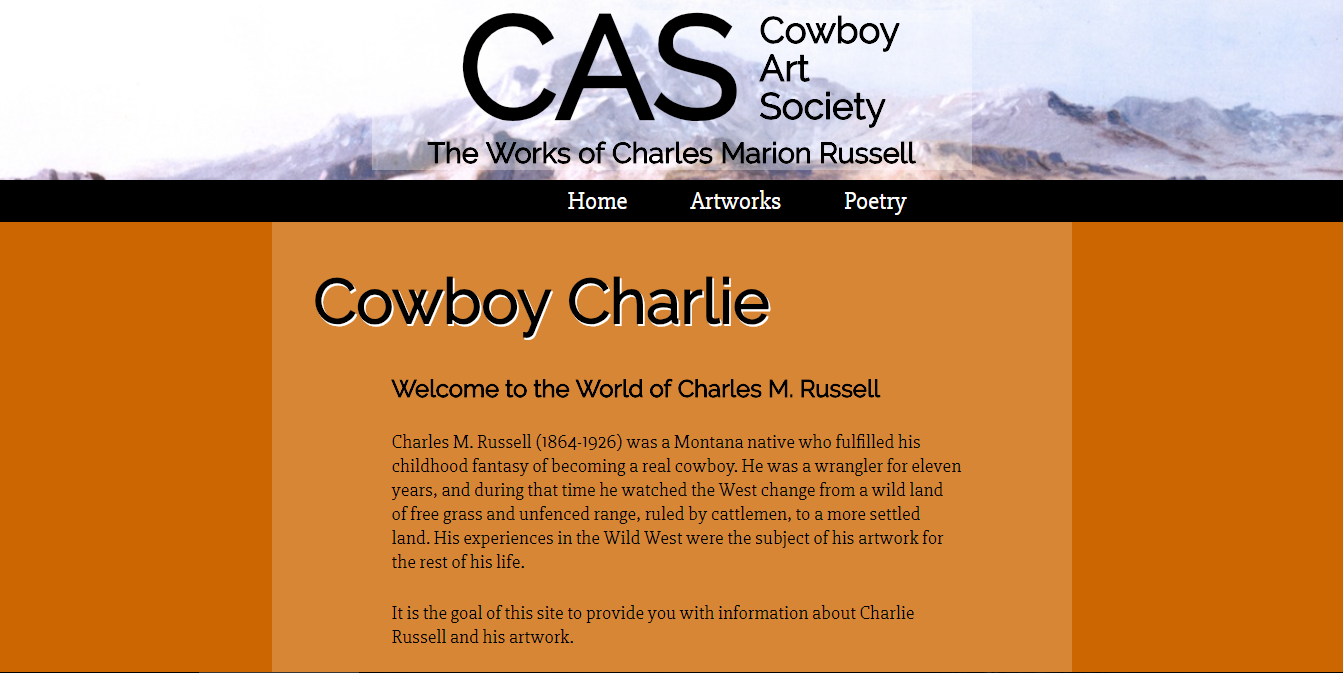 CAS
Cowboy
Art
Society
The Works of Charles Marion Russell
Home Artworks Poetry
Cowboy Charlie
Welcome to the World of Charles M. Russell
Charles M. Russell (1864-1926) was a Montana native who fulfilled his
childhood fantasy of becoming a real cowboy. He was a wrangler for eleven
years, and during that time he watched the West change from a wild land
of free grass and unfenced range, ruled by cattlemen, to a more settled
land. His experiences in the Wild West were the subject of his artwork for
the rest of his life.
It is the goal of this site to provide you with information about Charlie
Russell and his artwork.